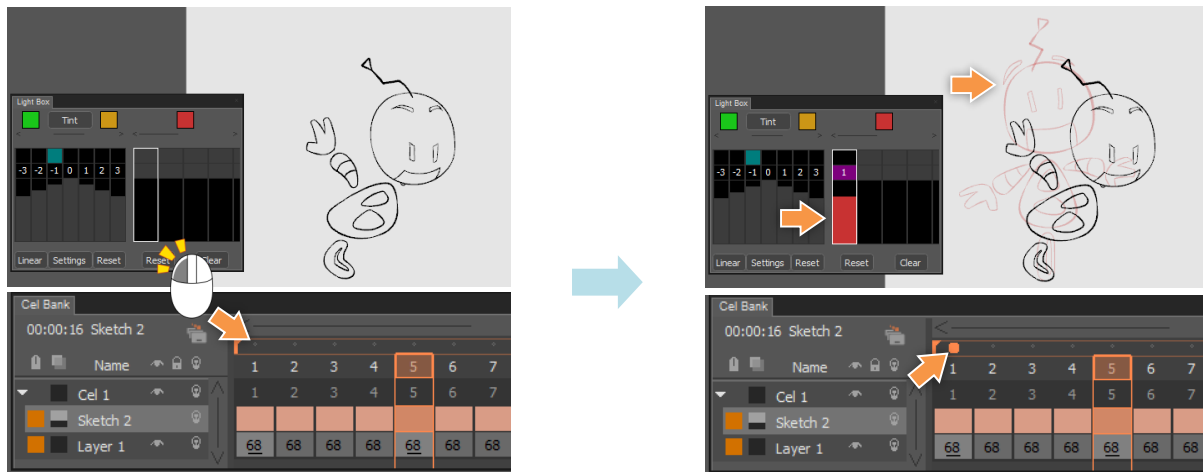 Light Box
Tint
-3 -2 -1 0 1 2 3
Linear Settings Reset Reset Clear
Cel Bank
00:00:16 Sketch 2
Name 1 2 3 4 5 6 7
Cel 1 1 2 3 4 5 6 7
Sketch 2
Layer 1 68 68 68 68 68 68 68
Light Box
Tint
-3 -2 -1 0 1 2 3 1
Linear Settings Reset Reset Clear
Cel Bank
00:00:16 Sketch 2
Name 1 2 3 4 5 6 7
Cel 1 1 2 3 4 5 6 7
Sketch 2
Layer 1 68 68 68 68 68 68 68